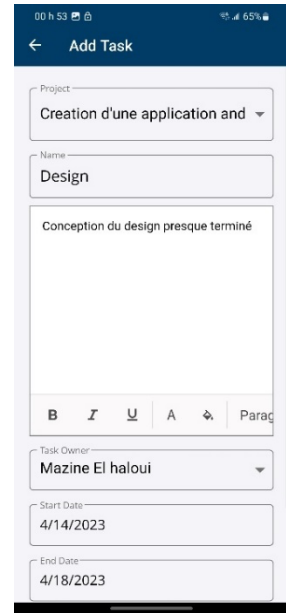 00 h 53 65%
Add Task
Project
Creation d'une application and
Name
Design
Conception du design presque terminé
B I U A Parag
Task Owner
Mazine El haloui
Start Date
4/14/2023
End Date
4/18/2023